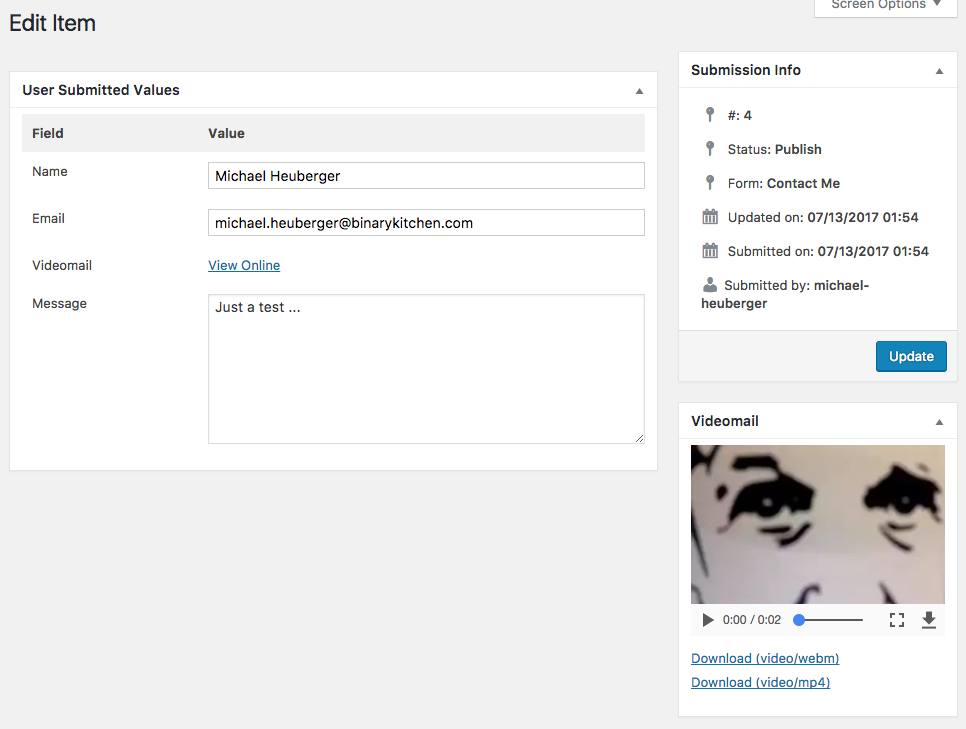 Screen Options ▼
Edit Item
User Submitted Values
Field Value
Name Michael Heuberger
Email michael.heuberger@binarykitchen.com
Videomail View Online
Message Just a test ...
Submission Info
#: 4
Status: Publish
Form: Contact Me
Updated on: 07/13/2017 01:54
Submitted on: 07/13/2017 01:54
Submitted by: michael-
heuberger
Update
Videomail
0:00 / 0:02
Download (video/webm)
Download (video/mp4)